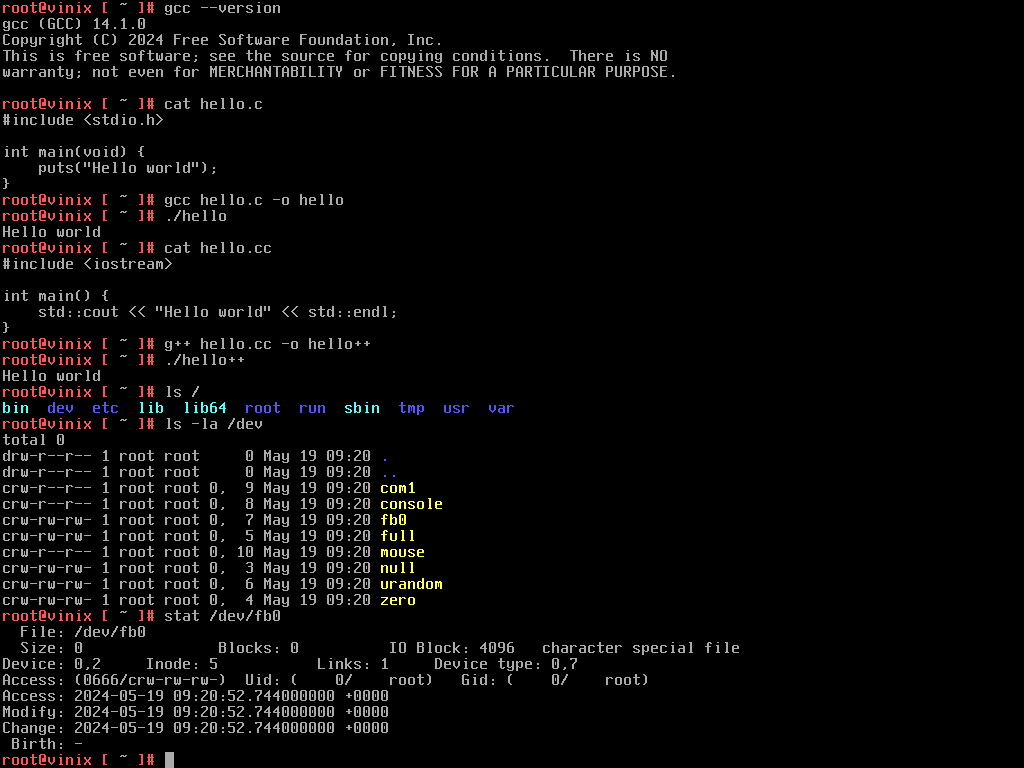 root@vinix [ ~ ]# gcc --version
gcc (GCC) 14.1.0
Copyright (C) 2024 Free Software Foundation, Inc.
This is free software; see the source for copying conditions.  There is NO
warranty; not even for MERCHANTABILITY or FITNESS FOR A PARTICULAR PURPOSE.

root@vinix [ ~ ]# cat hello.c
#include <stdio.h>

int main(void) {
    puts("Hello world");
}
root@vinix [ ~ ]# gcc hello.c -o hello
root@vinix [ ~ ]# ./hello
Hello world
root@vinix [ ~ ]# cat hello.cc
#include <iostream>

int main() {
    std::cout << "Hello world" << std::endl;
}
root@vinix [ ~ ]# g++ hello.cc -o hello++
root@vinix [ ~ ]# ./hello++
Hello world
root@vinix [ ~ ]# ls /
bin  dev  etc  lib  lib64  root  run  sbin  tmp  usr  var
root@vinix [ ~ ]# ls -la /dev
total 0
drw-r--r-- 1 root root     0 May 19 09:20 .
drw-r--r-- 1 root root     0 May 19 09:20 ..
crw-r--r-- 1 root root 0,  9 May 19 09:20 com1
crw-r--r-- 1 root root 0,  8 May 19 09:20 console
crw-rw-rw- 1 root root 0,  7 May 19 09:20 fb0
crw-rw-rw- 1 root root 0,  5 May 19 09:20 full
crw-r--r-- 1 root root 0, 10 May 19 09:20 mouse
crw-rw-rw- 1 root root 0,  3 May 19 09:20 null
crw-rw-rw- 1 root root 0,  6 May 19 09:20 urandom
crw-rw-rw- 1 root root 0,  4 May 19 09:20 zero
root@vinix [ ~ ]# stat /dev/fb0
  File: /dev/fb0
  Size: 0               Blocks: 0          IO Block: 4096   character special file
Device: 0,2     Inode: 5           Links: 1     Device type: 0,7
Access: (0666/crw-rw-rw-)  Uid: (    0/    root)   Gid: (    0/    root)
Access: 2024-05-19 09:20:52.744000000 +0000
Modify: 2024-05-19 09:20:52.744000000 +0000
Change: 2024-05-19 09:20:52.744000000 +0000
 Birth: -
root@vinix [ ~ ]#